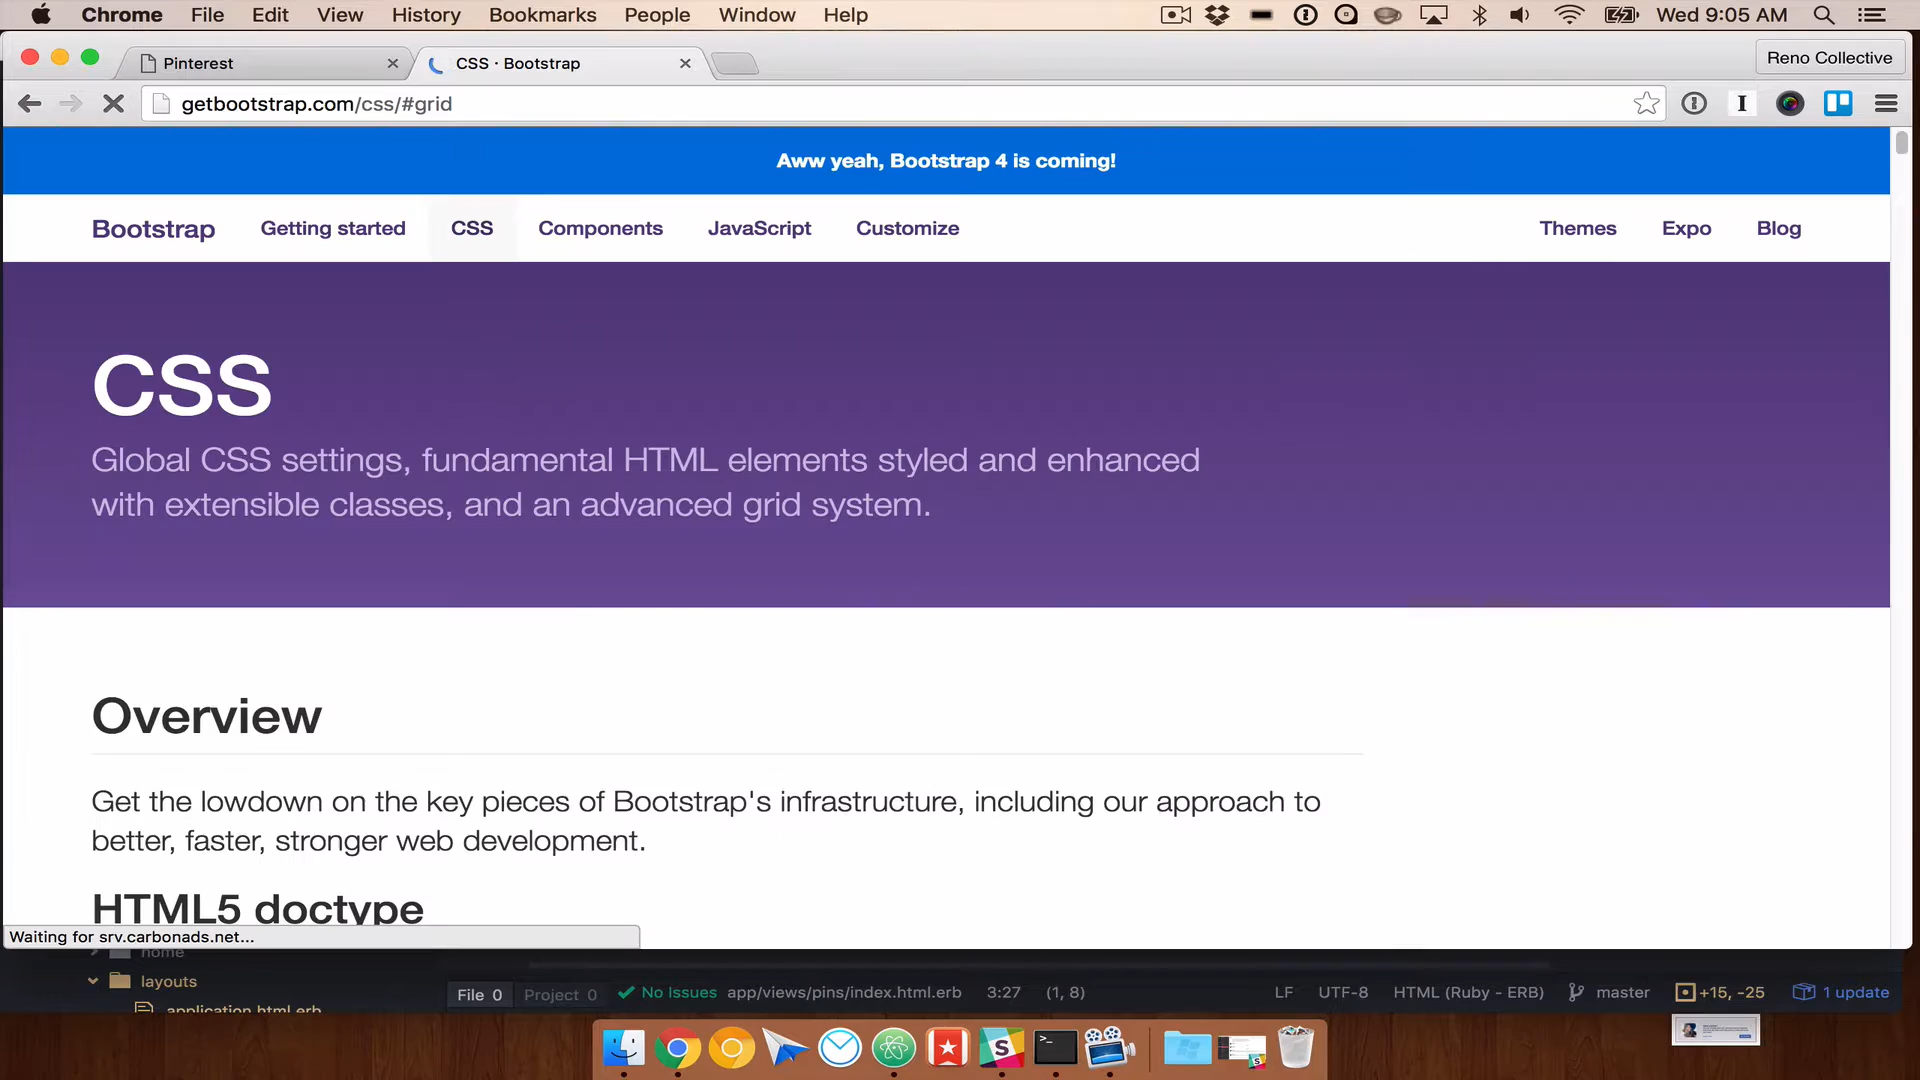 Chrome File Edit View History Bookmarks People Window Help Wed 9:05 AM
Pinterest CSS · Bootstrap Reno Collective
getbootstrap.com/css/#grid
Aww yeah, Bootstrap 4 is coming!
Bootstrap Getting started CSS Components JavaScript Customize Themes Expo Blog
CSS
Global CSS settings, fundamental HTML elements styled and enhanced
with extensible classes, and an advanced grid system.
Overview
Get the lowdown on the key pieces of Bootstrap's infrastructure, including our approach to
better, faster, stronger web development.
HTML5 doctype
Waiting for srv.carbonads.net...
home
layouts
application.html.erb
File 0 Project 0 No Issues app/views/pins/index.html.erb 3:27 (1, 8) LF UTF-8 HTML (Ruby - ERB) master +15, -25 1 update